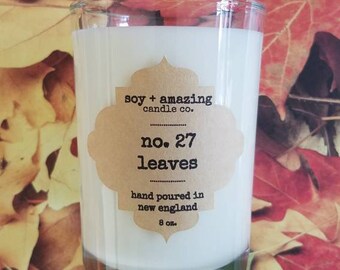 soy + amazing
candle co.
no. 27
leaves
hand poured in
new england
8 oz.